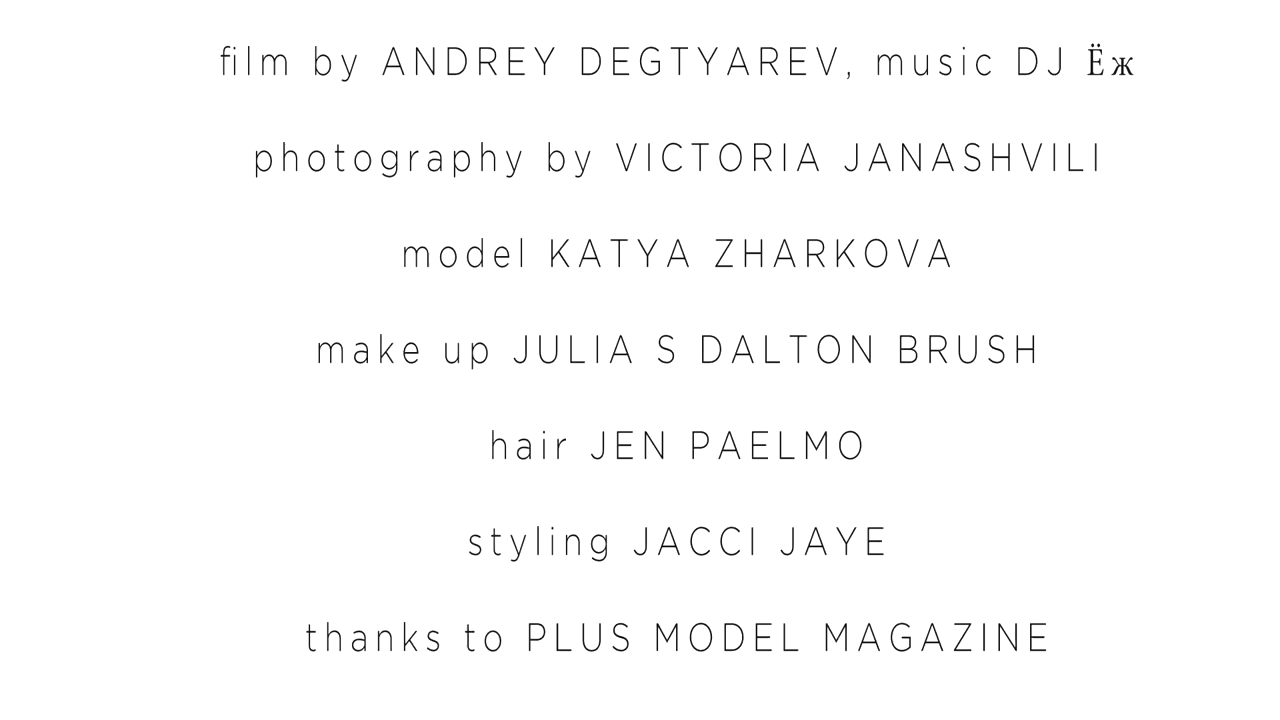 film by ANDREY DEGTYAREV, music DJ Ёж
photography by VICTORIA JANASHVILI
model KATYA ZHARKOVA
make up JULIA S DALTON BRUSH
hair JEN PAELMO
styling JACCI JAYE
thanks to PLUS MODEL MAGAZINE